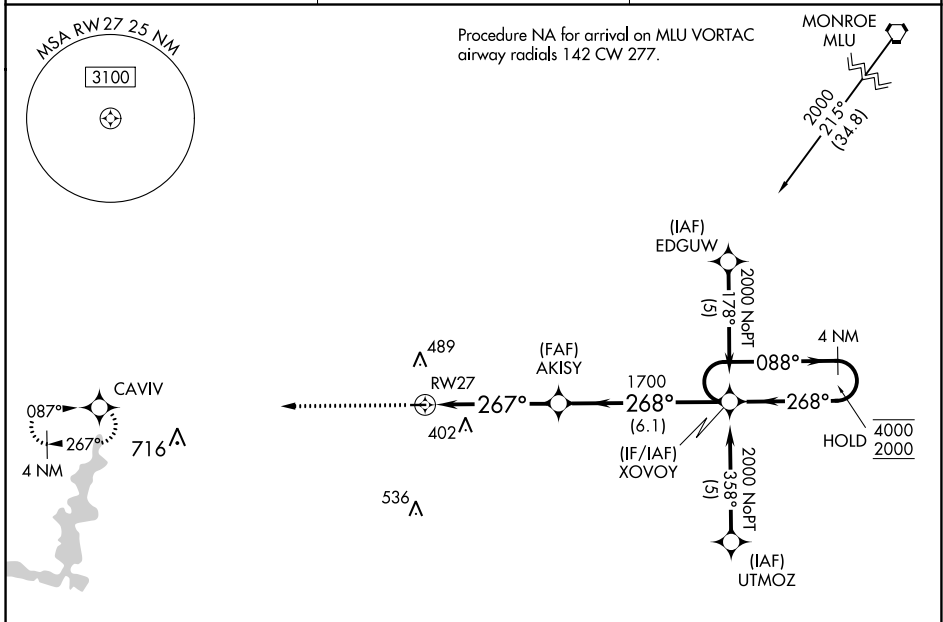 MSA RW27 25 NM
3100
Procedure NA for arrival on MLU VORTAC
airway radials 142 CW 277.
MONROE
MLU
2000
215°
(34.8)
(IAF)
EDGUW
2000 NoPT
178°
(5)
4 NM
088°
489
(FAF)
AKISY
RW27
1700
267°
268°
(6.1)
268°
CAVIV
087°
267°
4 NM
716
402
(IF/IAF)
XOVOY
HOLD
4000
2000
536
2000 NoPT
358°
(5)
(IAF)
UTMOZ